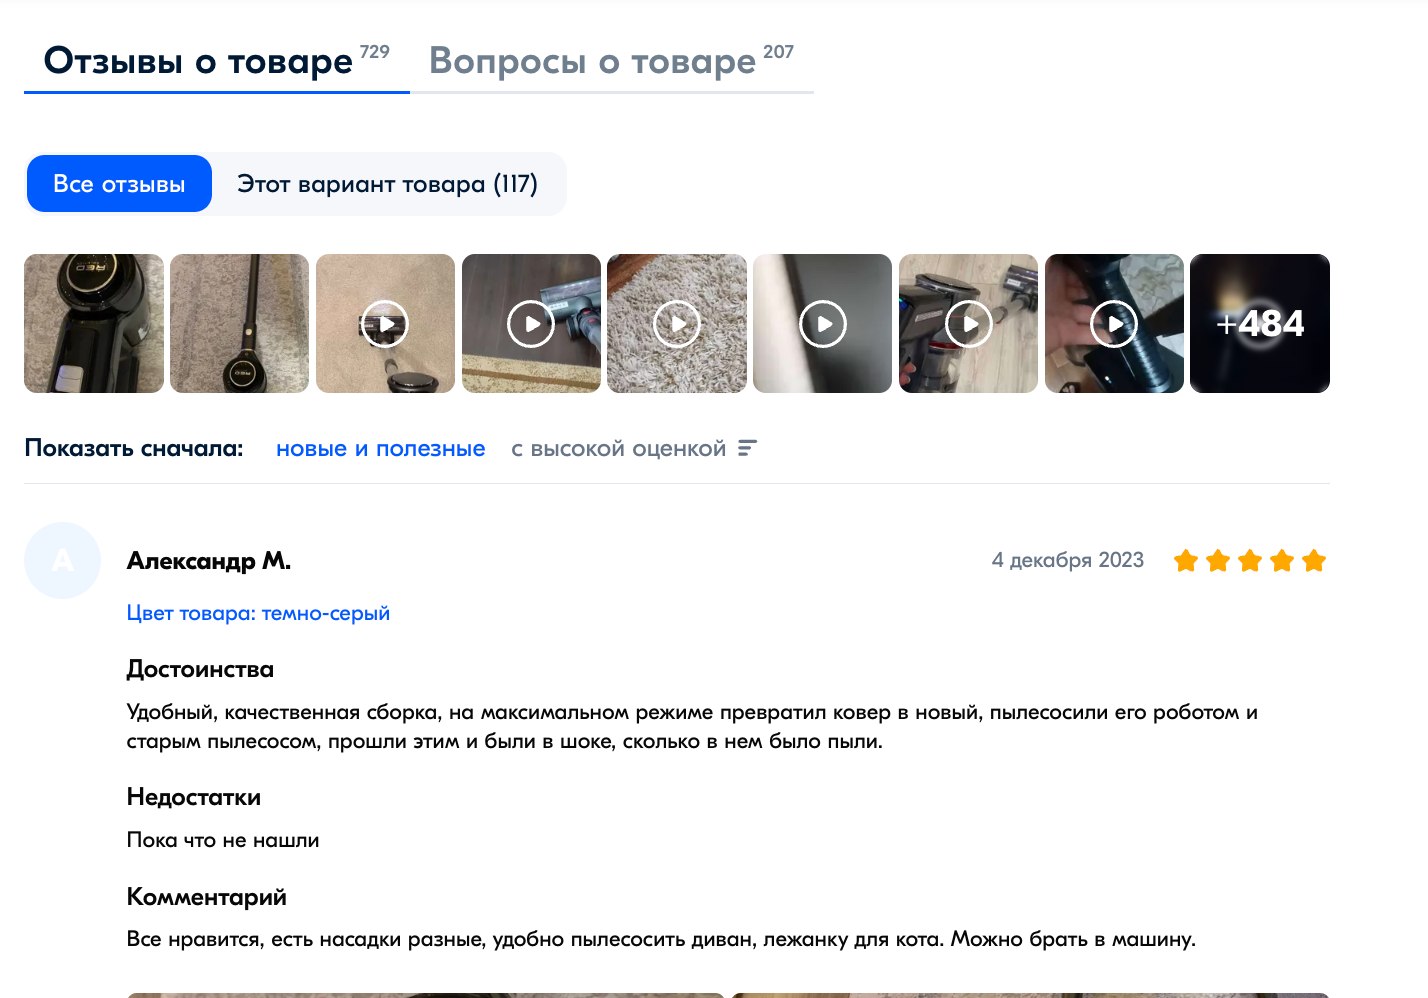 Отзывы о товаре 729 Вопросы о товаре 207
Все отзывы Этот вариант товара (117)
+484
Показать сначала: новые и полезные с высокой оценкой
А
Александр М. 4 декабря 2023
Цвет товара: темно-серый
Достоинства
Удобный, качественная сборка, на максимальном режиме превратил ковер в новый, пылесосили его роботом и
старым пылесосом, прошли этим и были в шоке, сколько в нем было пыли.
Недостатки
Пока что не нашли
Комментарий
Все нравится, есть насадки разные, удобно пылесосить диван, лежанку для кота. Можно брать в машину.